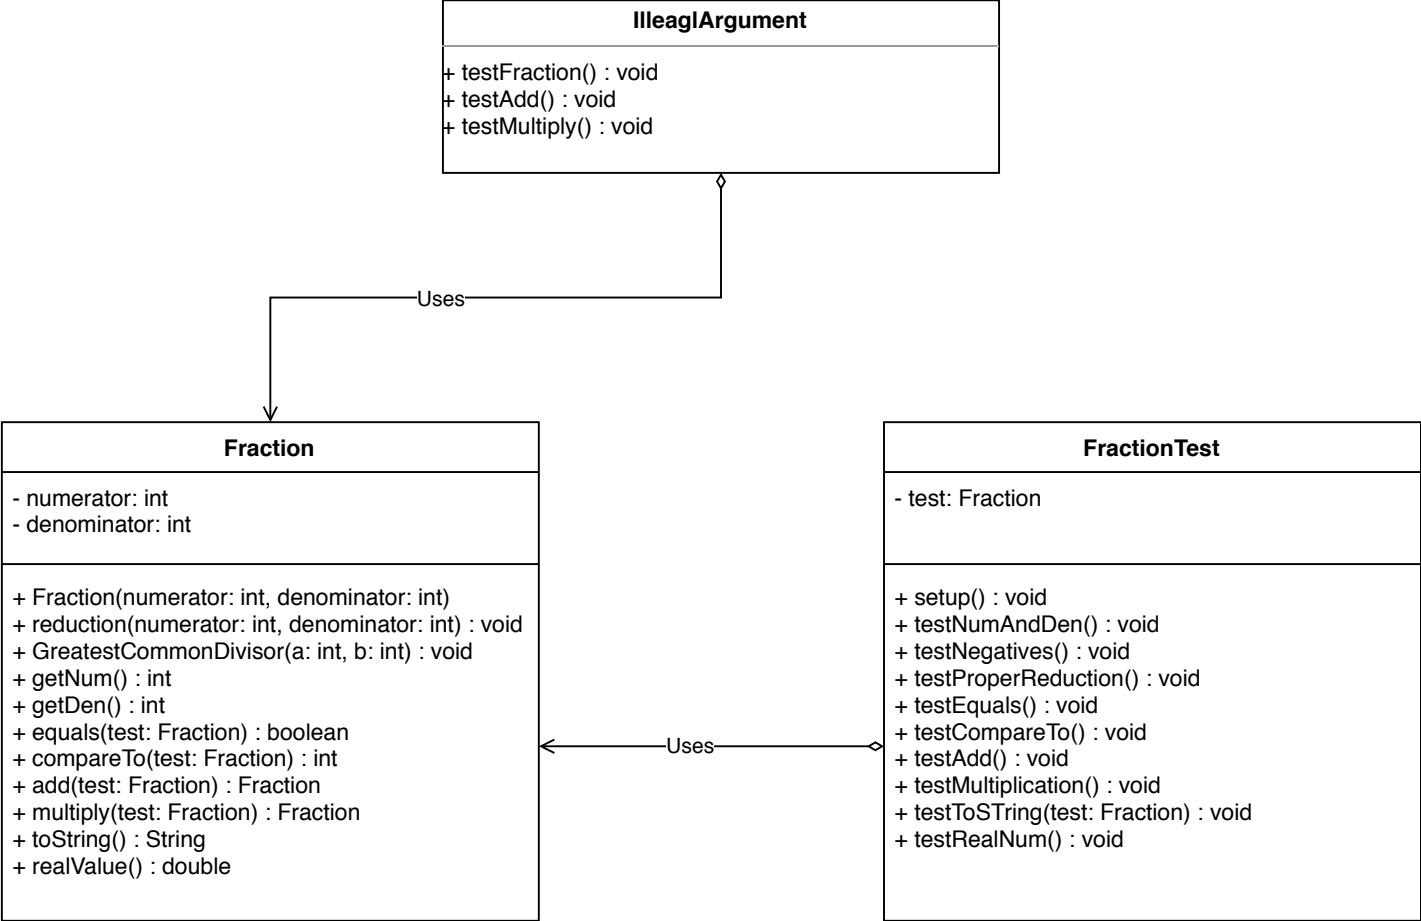 IlleaglArgument
+ testFraction() : void
+ testAdd() : void
+ testMultiply() : void
Uses
Fraction
- numerator: int
- denominator: int
+ Fraction(numerator: int, denominator: int)
+ reduction(numerator: int, denominator: int) : void
+ GreatestCommonDivisor(a: int, b: int) : void
+ getNum() : int
+ getDen() : int
+ equals(test: Fraction) : boolean
+ compareTo(test: Fraction) : int
+ add(test: Fraction) : Fraction
+ multiply(test: Fraction) : Fraction
+ toString() : String
+ realValue() : double
Uses
FractionTest
- test: Fraction
+ setup() : void
+ testNumAndDen() : void
+ testNegatives() : void
+ testProperReduction() : void
+ testEquals() : void
+ testCompareTo() : void
+ testAdd() : void
+ testMultiplication() : void
+ testToSTring(test: Fraction) : void
+ testRealNum() : void